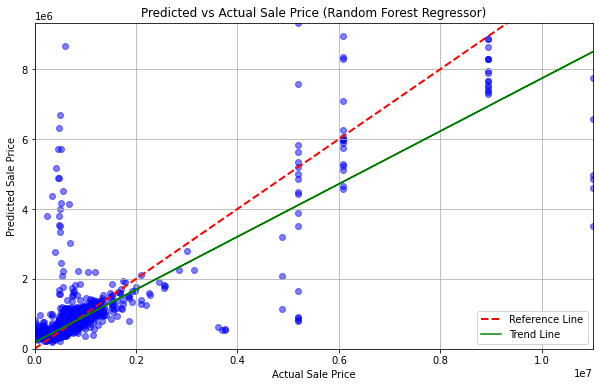 Predicted vs Actual Sale Price (Random Forest Regressor)
1e6
8
6
4
2
0
Predicted Sale Price
0.0 0.2 0.4 0.6 0.8 1.0
1e7
Actual Sale Price
Reference Line
Trend Line